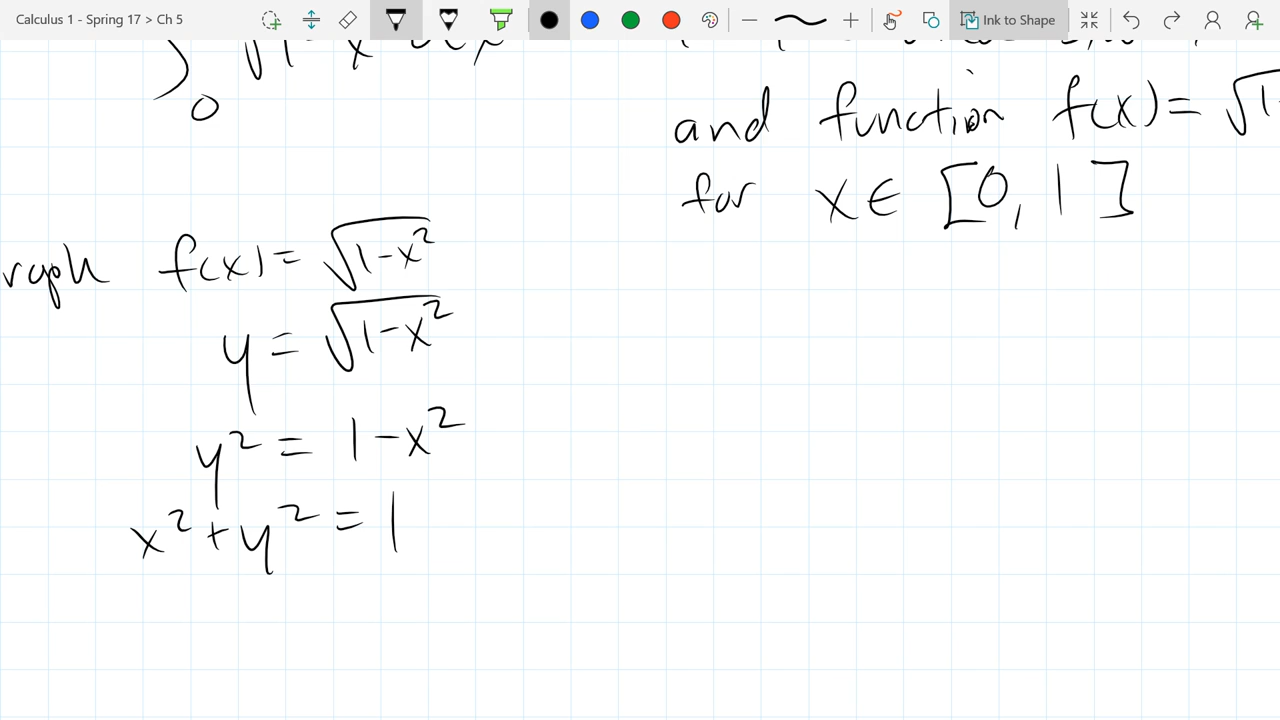 Calculus 1 - Spring 17 > Ch 5
Ink to Shape
0
and function f(x) = √1-
for x ∈ [0, 1]
raph f(x) = √1-x²
y = √1-x²
y² = 1-x²
x² + y² = 1